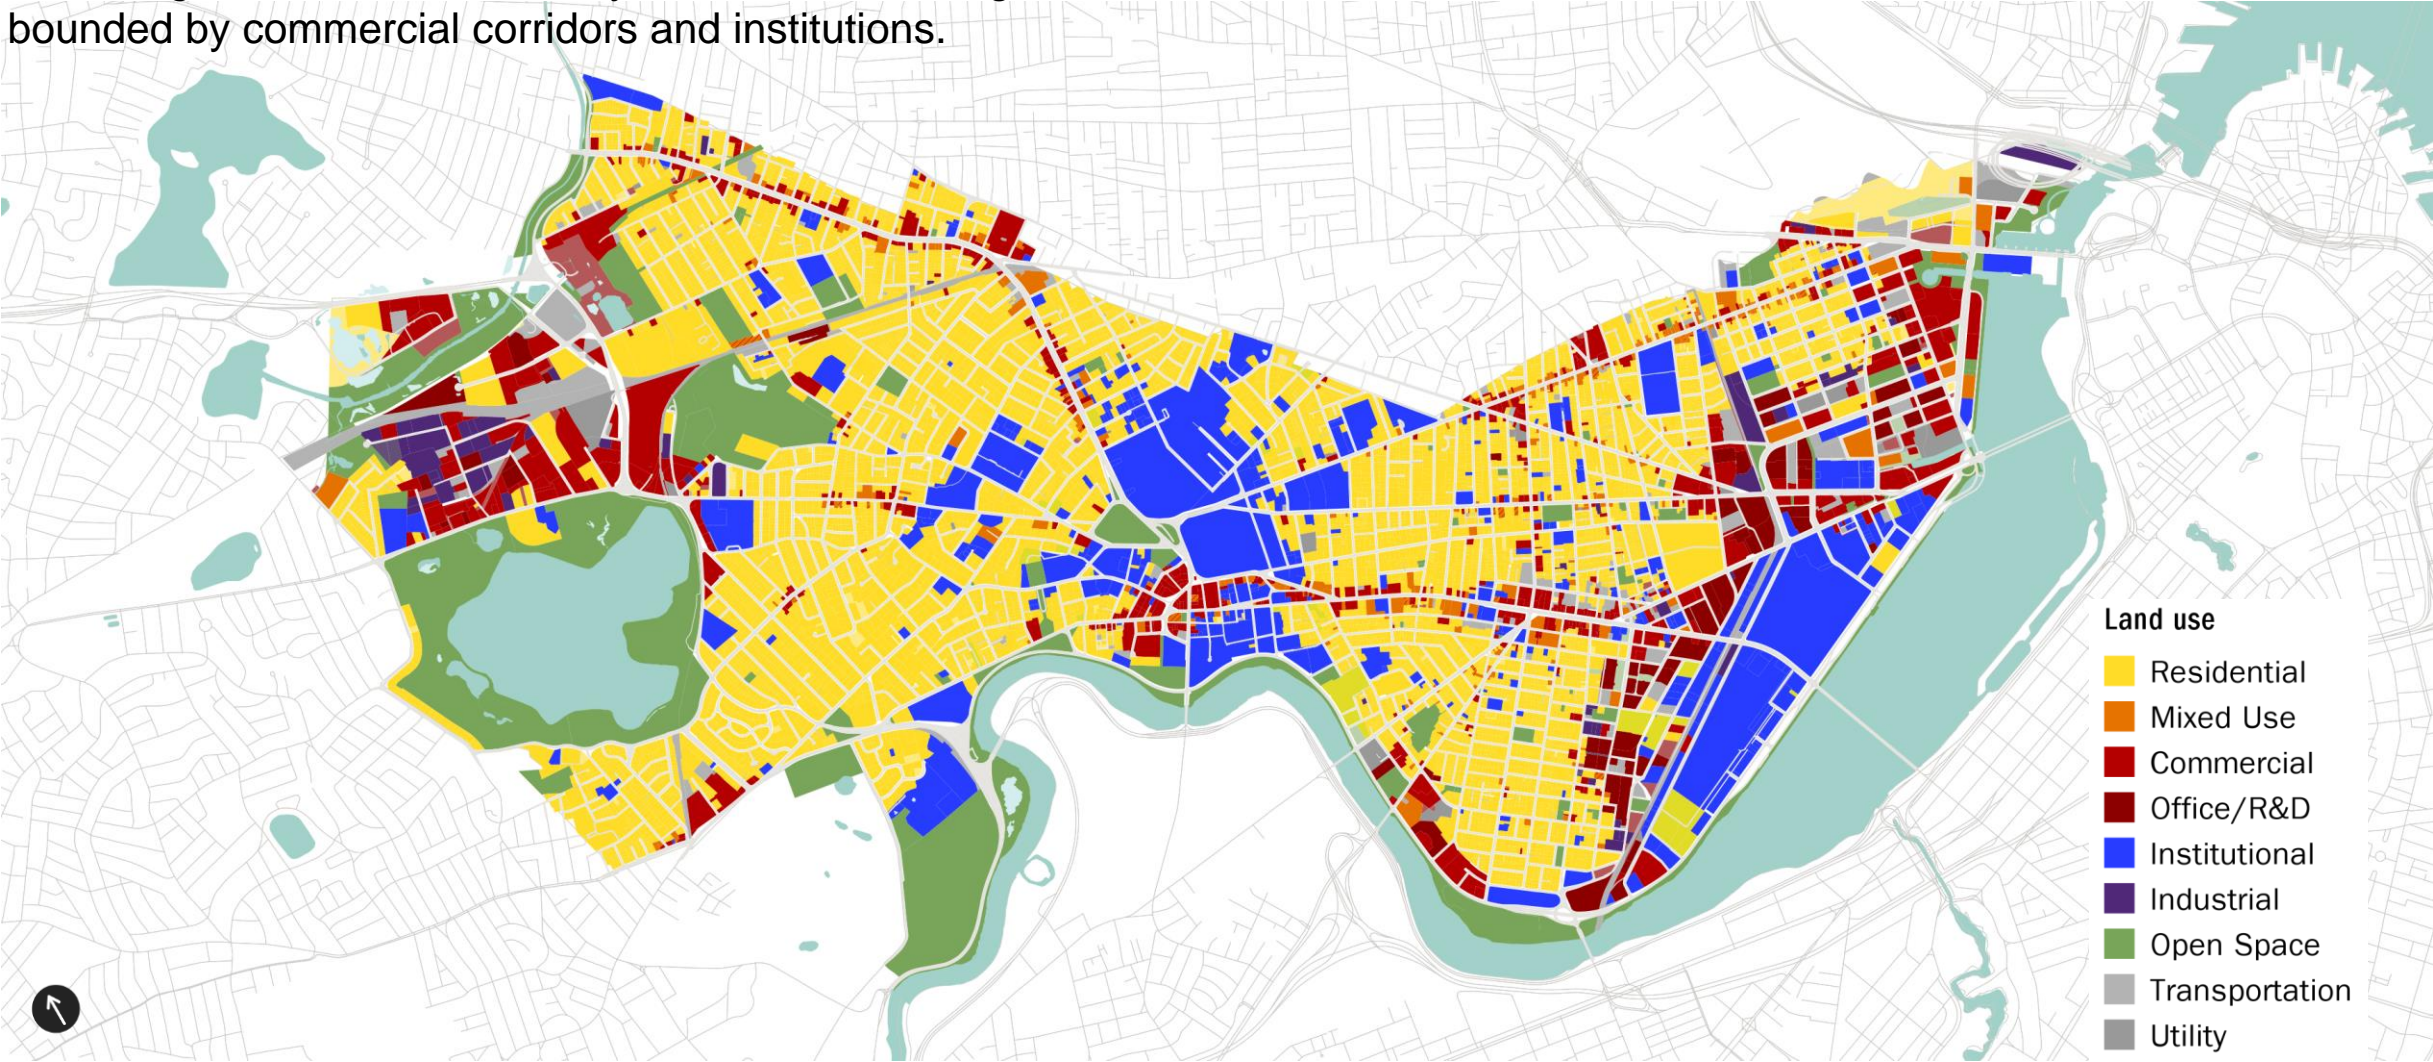 bounded by commercial corridors and institutions.
Land use
Residential
Mixed Use
Commercial
Office/R&D
Institutional
Industrial
Open Space
Transportation
Utility